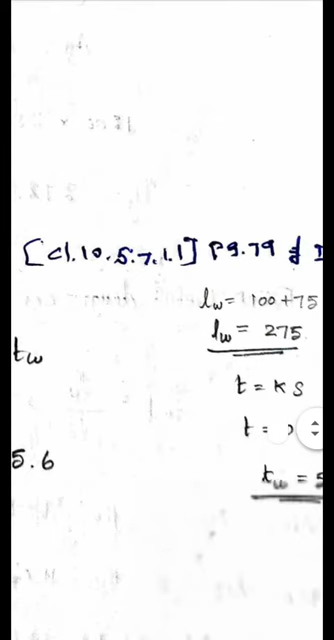 [cl.10.5.7.1.1] Pg.79 of I
lw = 100+75
lw = 275
tw
t = KS
t =
5.6
tw = 5